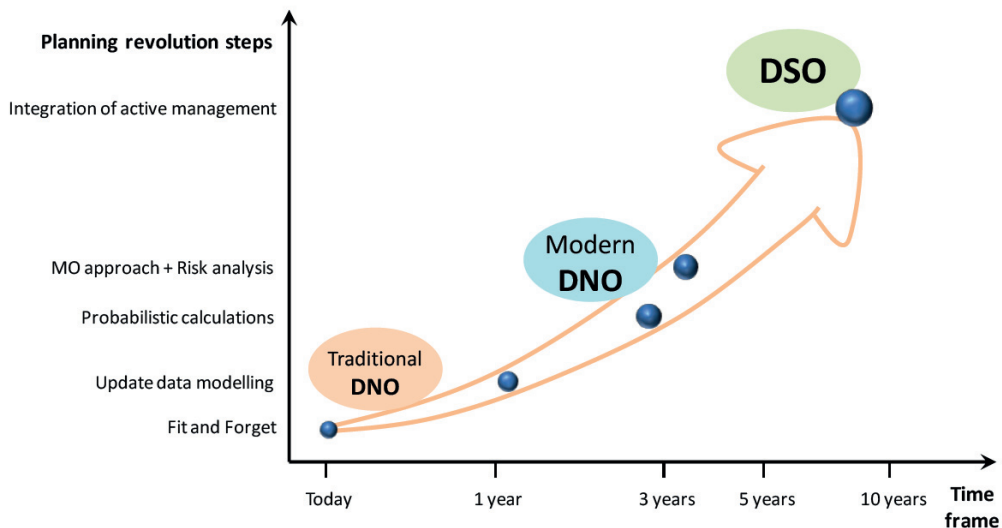 Planning revolution steps
DSO
Integration of active management
Modern
DNO
MO approach + Risk analysis
Probabilistic calculations
Traditional
DNO
Update data modelling
Fit and Forget
Today
1 year
3 years
5 years
10 years
Time
frame